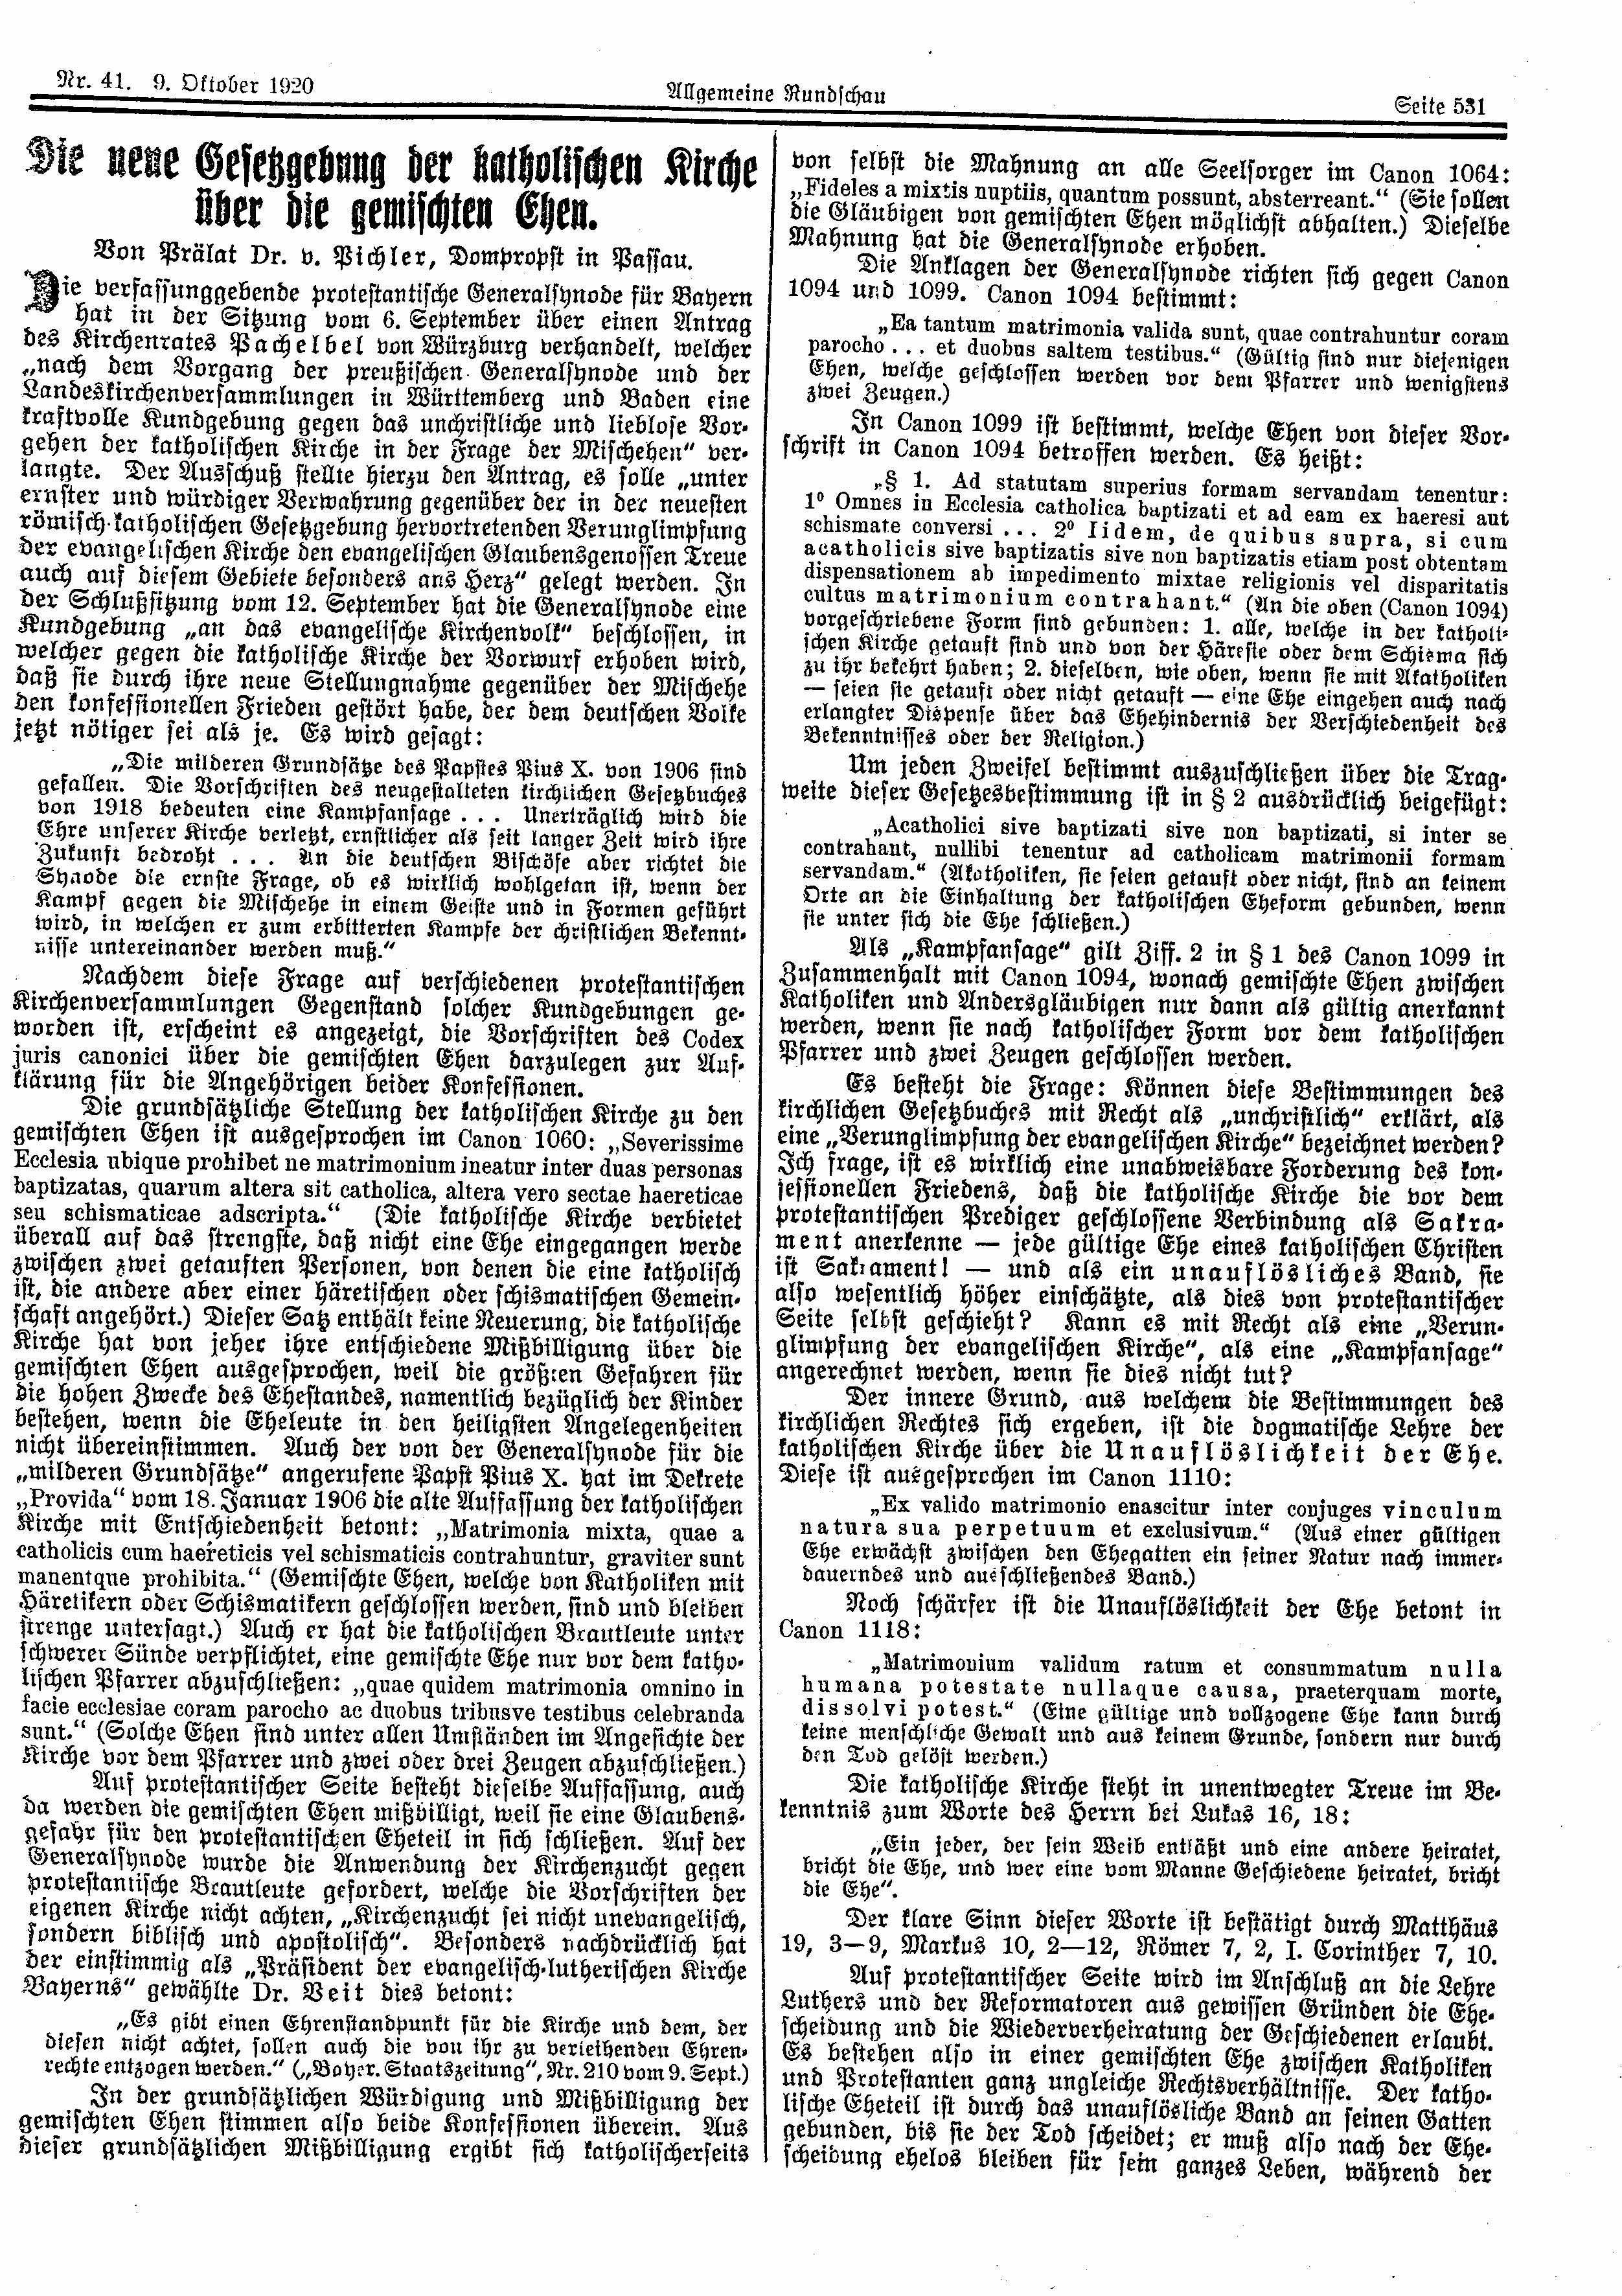 Nr. 41. 9. Oktober 1920
Allgemeine Rundschau
Seite 531
Die neue Gesetzgebung der katholischen Kirche
über die gemischten Ehen.
Von Prälat Dr. v. Pichler, Dompropst in Passau.
Die verfassunggebende protestantische Generalsynode für Bayern
hat in der Sitzung vom 6. September über einen Antrag
des Kirchenrates Pachelbel von Würzburg verhandelt, welcher
„nach dem Vorgang der preußischen Generalsynode und der
Landeskirchenversammlungen in Württemberg und Baden eine
kraftvolle Kundgebung gegen das unchristliche und lieblose Vor-
gehen der katholischen Kirche in der Frage der Mischehen“ ver-
langte. Der Ausschuß stellte hierzu den Antrag, es solle „unter
ernster und würdiger Verwahrung gegenüber der in der neuesten
römisch-katholischen Gesetzgebung hervortretenden Verunglimpfung
der evangelischen Kirche den evangelischen Glaubensgenossen Treue
auch auf diesem Gebiete besonders ans Herz“ gelegt werden. In
der Schlußsitzung vom 12. September hat die Generalsynode eine
Kundgebung „an das evangelische Kirchenvolk“ beschlossen, in
welcher gegen die katholische Kirche der Vorwurf erhoben wird,
daß sie durch ihre neue Stellungnahme gegenüber der Mischehe
den konfessionellen Frieden gestört habe, der dem deutschen Volke
jetzt nötiger sei als je. Es wird gesagt:
„Die milderen Grundsätze des Papstes Pius X. von 1906 sind
gefallen. Die Vorschriften des neugestalteten kirchlichen Gesetzbuches
von 1918 bedeuten eine Kampfansage . . . Unerträglich wird die
Ehre unserer Kirche verletzt, ernstlicher als seit langer Zeit wird ihre
Zukunft bedroht . . . An die deutschen Bischöfe aber richtet die
Synode die ernste Frage, ob es wirklich wohlgetan ist, wenn der
Kampf gegen die Mischehe in einem Geiste und in Formen geführt
wird, in welchen er zum erbitterten Kampfe der christlichen Bekennt-
nisse untereinander werden muß.“
Nachdem diese Frage auf verschiedenen protestantischen
Kirchenversammlungen Gegenstand solcher Kundgebungen ge-
worden ist, erscheint es angezeigt, die Vorschriften des Codex
juris canonici über die gemischten Ehen darzulegen zur Auf-
klärung für die Angehörigen beider Konfessionen.
Die grundsätzliche Stellung der katholischen Kirche zu den
gemischten Ehen ist ausgesprochen im Canon 1060: „Severissime
Ecclesia ubique prohibet ne matrimonium ineatur inter duas personas
baptizatas, quarum altera sit catholica, altera vero sectae haereticae
seu schismaticae adscripta.“ (Die katholische Kirche verbietet
überall auf das strengste, daß nicht eine Ehe eingegangen werde
zwischen zwei getauften Personen, von denen die eine katholisch
ist, die andere aber einer häretischen oder schismatischen Gemein-
schaft angehört.) Dieser Satz enthält keine Neuerung, die katholische
Kirche hat von jeher ihre entschiedene Mißbilligung über die
gemischten Ehen ausgesprochen, weil die größten Gefahren für
die hohen Zwecke des Ehestandes, namentlich bezüglich der Kinder
bestehen, wenn die Eheleute in den heiligsten Angelegenheiten
nicht übereinstimmen. Auch der von der Generalsynode für die
„milderen Grundsätze“ angerufene Papst Pius X. hat im Dekrete
„Provida“ vom 18. Januar 1906 die alte Auffassung der katholischen
Kirche mit Entschiedenheit betont: „Matrimonia mixta, quae a
catholicis cum haereticis vel schismaticis contrahuntur, graviter sunt
manentque prohibita.“ (Gemischte Ehen, welche von Katholiken mit
Häretikern oder Schismatikern geschlossen werden, sind und bleiben
strenge untersagt.) Auch er hat die katholischen Brautleute unter
schwerer Sünde verpflichtet, eine gemischte Ehe nur vor dem katho-
lischen Pfarrer abzuschließen: „quae quidem matrimonia omnino in
facie ecclesiae coram parocho ac duobus tribusve testibus celebranda
sunt.“ (Solche Ehen sind unter allen Umständen im Angesichte der
Kirche vor dem Pfarrer und zwei oder drei Zeugen abzuschließen.)
Auf protestantischer Seite besteht dieselbe Auffassung, auch
da werden die gemischten Ehen mißbilligt, weil sie eine Glaubens-
gefahr für den protestantischen Eheteil in sich schließen. Auf der
Generalsynode wurde die Anwendung der Kirchenzucht gegen
protestantische Brautleute gefordert, welche die Vorschriften der
eigenen Kirche nicht achten, „Kirchenzucht sei nicht unevangelisch,
sondern biblisch und apostolisch“. Besonders nachdrücklich hat
der einstimmig als „Präsident der evangelisch-lutherischen Kirche
Bayerns“ gewählte Dr. Veit dies betont:
„Es gibt einen Ehrenstandpunkt für die Kirche und dem, der
diesen nicht achtet, sollen auch die von ihr zu verleihenden Ehren-
rechte entzogen werden.“ („Bayer. Staatszeitung“, Nr. 210 vom 9. Sept.)
In der grundsätzlichen Würdigung und Mißbilligung der
gemischten Ehen stimmen also beide Konfessionen überein. Aus
dieser grundsätzlichen Mißbilligung ergibt sich katholischerseits
von selbst die Mahnung an alle Seelsorger im Canon 1064:
„Fideles a mixtis nuptiis, quantum possunt, absterreant.“ (Sie sollen
die Gläubigen von gemischten Ehen möglichst abhalten.) Dieselbe
Mahnung hat die Generalsynode erhoben.
Die Anklagen der Generalsynode richten sich gegen Canon
1094 und 1099. Canon 1094 bestimmt:
„Ea tantum matrimonia valida sunt, quae contrahuntur coram
parocho . . . et duobus saltem testibus.“ (Gültig sind nur diejenigen
Ehen, welche geschlossen werden vor dem Pfarrer und wenigstens
zwei Zeugen.)
In Canon 1099 ist bestimmt, welche Ehen von dieser Vor-
schrift in Canon 1094 betroffen werden. Es heißt:
„§ 1. Ad statutam superius formam servandam tenentur:
1⁰ Omnes in Ecclesia catholica baptizati et ad eam ex haeresi aut
schismate conversi . . . 2⁰ Iidem, de quibus supra, si cum
acatholicis sive baptizatis sive non baptizatis etiam post obtentam
dispensationem ab impedimento mixtae religionis vel disparitatis
cultus matrimonium contrahant.“ (An die oben (Canon 1094)
vorgeschriebene Form sind gebunden: 1. alle, welche in der katholi-
schen Kirche getauft sind und von der Häresie oder dem Schisma sich
zu ihr bekehrt haben; 2. dieselben, wie oben, wenn sie mit Akatholiken
— seien sie getauft oder nicht getauft — eine Ehe eingehen auch nach
erlangter Dispense über das Ehehindernis der Verschiedenheit des
Bekenntnisses oder der Religion.)
Um jeden Zweifel bestimmt auszuschließen über die Trag-
weite dieser Gesetzesbestimmung ist in § 2 ausdrücklich beigefügt:
„Acatholici sive baptizati sive non baptizati, si inter se
contrahant, nullibi tenentur ad catholicam matrimonii formam
servandam.“ (Akatholiken, sie seien getauft oder nicht, sind an keinem
Orte an die Einhaltung der katholischen Eheform gebunden, wenn
sie unter sich die Ehe schließen.)
Als „Kampfansage“ gilt Ziff. 2 in § 1 des Canon 1099 in
Zusammenhalt mit Canon 1094, wonach gemischte Ehen zwischen
Katholiken und Andersgläubigen nur dann als gültig anerkannt
werden, wenn sie nach katholischer Form vor dem katholischen
Pfarrer und zwei Zeugen geschlossen werden.
Es besteht die Frage: Können diese Bestimmungen des
kirchlichen Gesetzbuches mit Recht als „unchristlich“ erklärt, als
eine „Verunglimpfung der evangelischen Kirche“ bezeichnet werden?
Ich frage, ist es wirklich eine unabweisbare Forderung des kon-
fessionellen Friedens, daß die katholische Kirche die vor dem
protestantischen Prediger geschlossene Verbindung als Sakra-
ment anerkenne — jede gültige Ehe eines katholischen Christen
ist Sakrament! — und als ein unauflösliches Band, sie
also wesentlich höher einschätzte, als dies von protestantischer
Seite selbst geschieht? Kann es mit Recht als eine „Verun-
glimpfung der evangelischen Kirche“, als eine „Kampfansage“
angerechnet werden, wenn sie dies nicht tut?
Der innere Grund, aus welchem die Bestimmungen des
kirchlichen Rechtes sich ergeben, ist die dogmatische Lehre der
katholischen Kirche über die Unauflöslichkeit der Ehe.
Diese ist ausgesprochen im Canon 1110:
„Ex valido matrimonio enascitur inter conjuges vinculum
natura sua perpetuum et exclusivum.“ (Aus einer gültigen
Ehe erwächst zwischen den Ehegatten ein seiner Natur nach immer-
dauerndes und ausschließendes Band.)
Noch schärfer ist die Unauflöslichkeit der Ehe betont in
Canon 1118:
„Matrimonium validum ratum et consummatum nulla
humana potestate nullaque causa, praeterquam morte,
dissolvi potest.“ (Eine gültige und vollzogene Ehe kann durch
keine menschliche Gewalt und aus keinem Grunde, sondern nur durch
den Tod gelöst werden.)
Die katholische Kirche steht in unentwegter Treue im Be-
kenntnis zum Worte des Herrn bei Lukas 16, 18:
„Ein jeder, der sein Weib entläßt und eine andere heiratet,
bricht die Ehe, und wer eine vom Manne Geschiedene heiratet, bricht
die Ehe“.
Der klare Sinn dieser Worte ist bestätigt durch Matthäus
19, 3—9, Markus 10, 2—12, Römer 7, 2, I. Corinther 7, 10.
Auf protestantischer Seite wird im Anschluß an die Lehre
Luthers und der Reformatoren aus gewissen Gründen die Ehe-
scheidung und die Wiederverheiratung der Geschiedenen erlaubt.
Es bestehen also in einer gemischten Ehe zwischen Katholiken
und Protestanten ganz ungleiche Rechtsverhältnisse. Der katho-
lische Eheteil ist durch das unauflösliche Band an seinen Gatten
gebunden, bis sie der Tod scheidet; er muß also nach der Ehe-
scheidung ehelos bleiben für sein ganzes Leben, während der